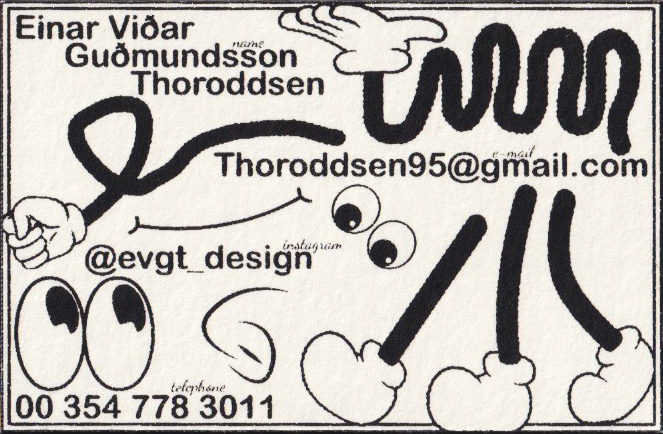 Einar Viðar
name
Guðmundsson
Thoroddsen
e-mail
Thoroddsen95@gmail.com
instagram
@evgt_design
telephone
00 354 778 3011